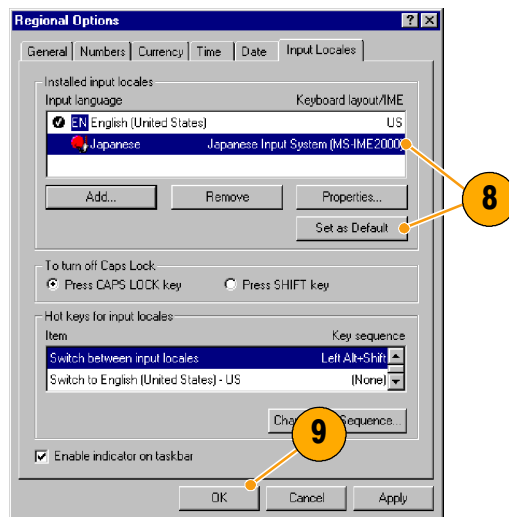 Regional Options
General Numbers Currency Time Date Input Locales
Installed input locales
Input language Keyboard layout/IME
EN English (United States) US
Japanese Japanese Input System (MS-IME2000)
Add... Remove Properties...
Set as Default
8
To turn off Caps Lock
Press CAPS LOCK key Press SHIFT key
Hot keys for input locales
Item Key sequence
Switch between input locales Left Alt+Shift
Switch to English (United States) - US (None)
Sequence...
9
Enable indicator on taskbar
OK Cancel Apply